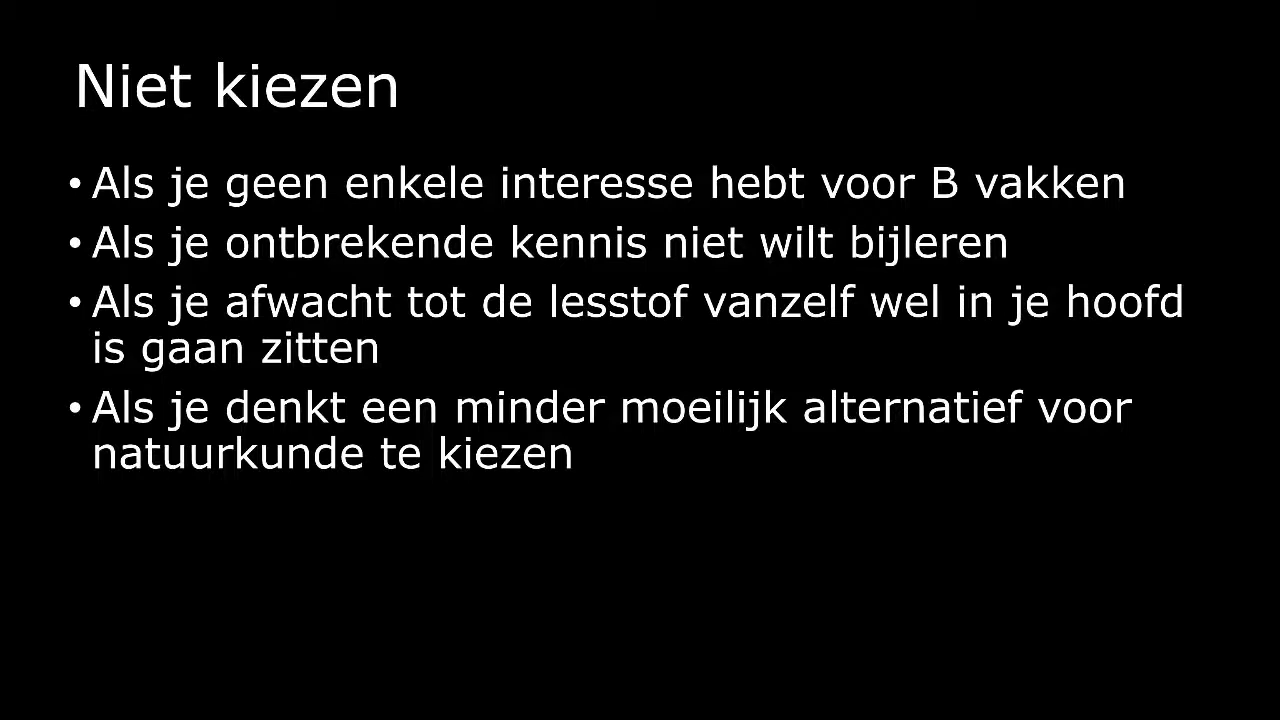 Niet kiezen
• Als je geen enkele interesse hebt voor B vakken
• Als je ontbrekende kennis niet wilt bijleren
• Als je afwacht tot de lesstof vanzelf wel in je hoofd
is gaan zitten
• Als je denkt een minder moeilijk alternatief voor
natuurkunde te kiezen